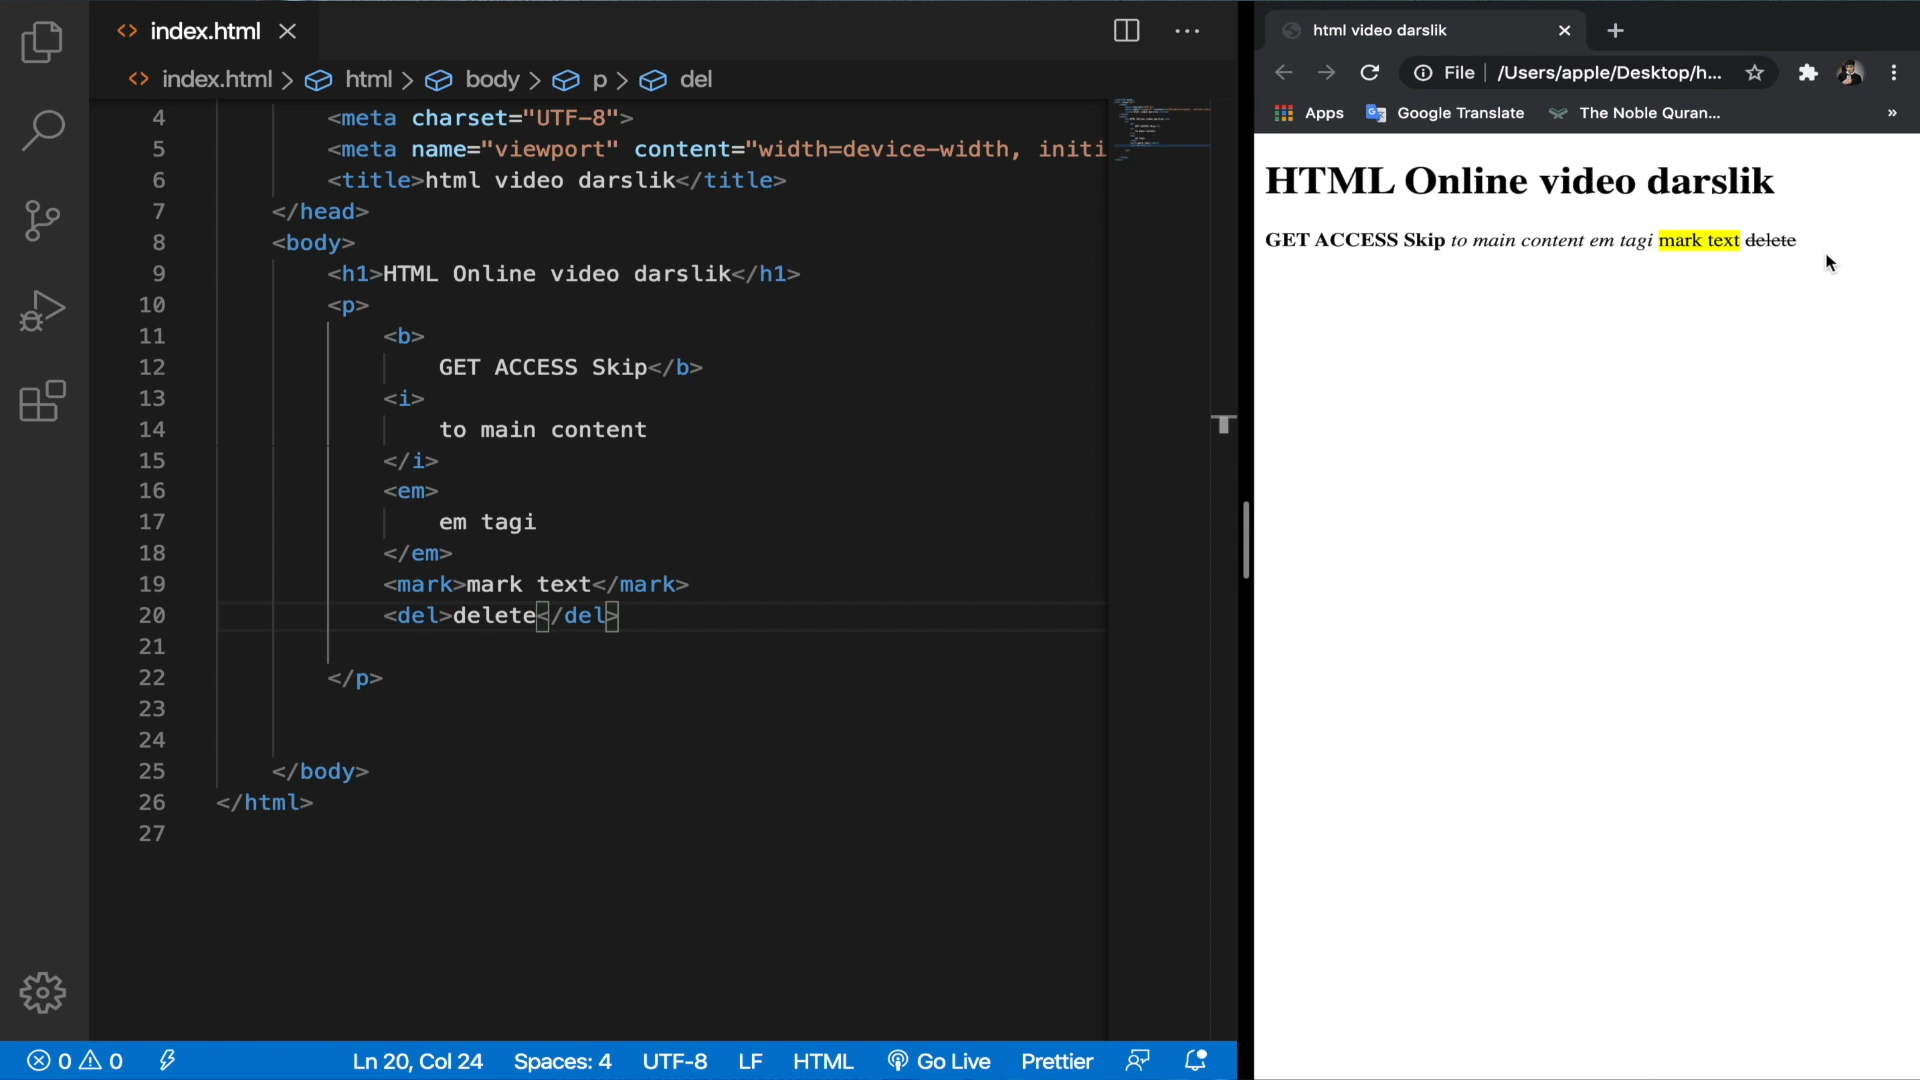 index.html
index.html > html > body > p > del
4 <meta charset="UTF-8">
5 <meta name="viewport" content="width=device-width, initi
6 <title>html video darslik</title>
7 </head>
8 <body>
9 <h1>HTML Online video darslik</h1>
10 <p>
11 <b>
12 GET ACCESS Skip</b>
13 <i>
14 to main content
15 </i>
16 <em>
17 em tagi
18 </em>
19 <mark>mark text</mark>
20 <del>delete</del>
21
22 </p>
23
24
25 </body>
26 </html>
27
0 0 Ln 20, Col 24 Spaces: 4 UTF-8 LF HTML Go Live Prettier
html video darslik
File /Users/apple/Desktop/h...
Apps Google Translate The Noble Quran... »
HTML Online video darslik
GET ACCESS Skip to main content em tagi mark text delete